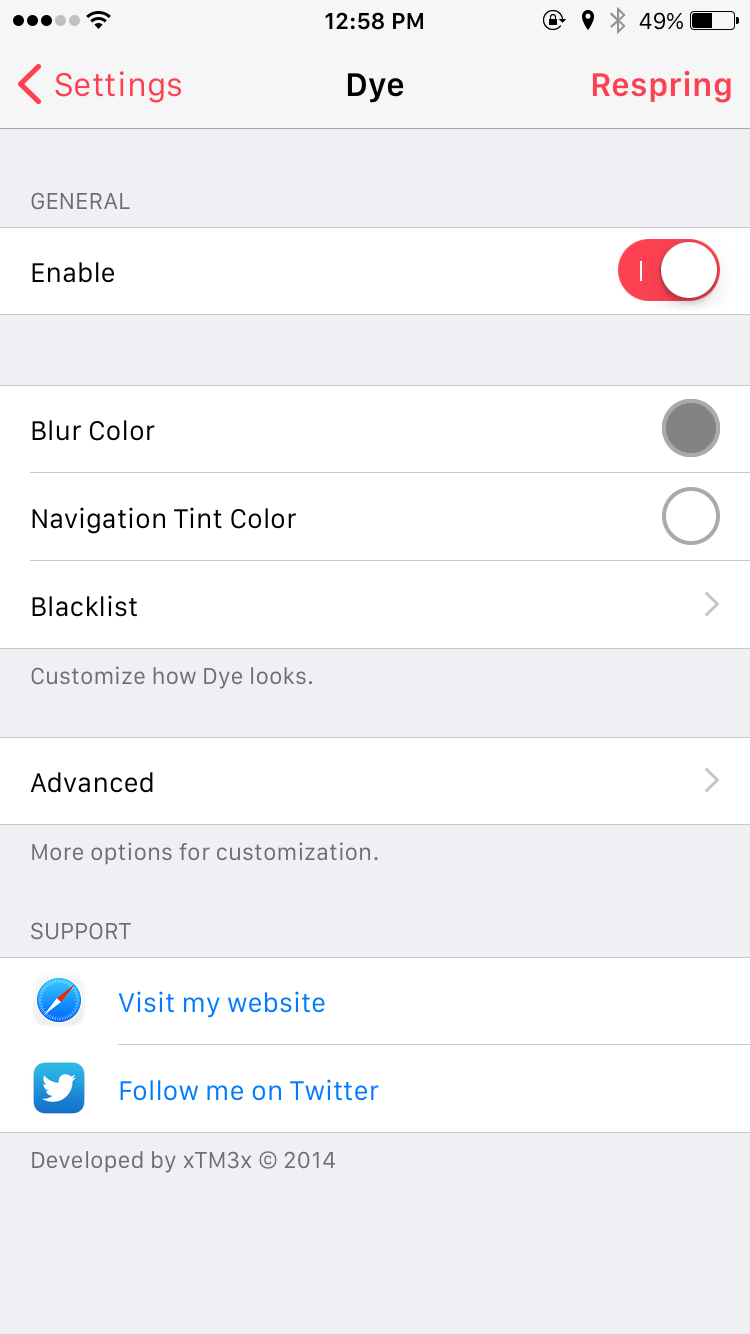 12:58 PM 49%
Settings Dye Respring
GENERAL
Enable
Blur Color
Navigation Tint Color
Blacklist
Customize how Dye looks.
Advanced
More options for customization.
SUPPORT
Visit my website
Follow me on Twitter
Developed by xTM3x © 2014